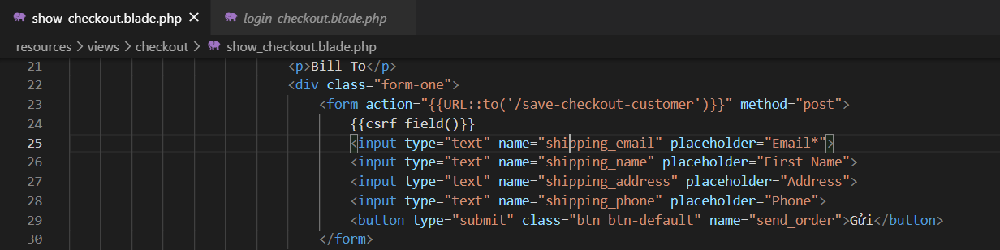 show_checkout.blade.php × login_checkout.blade.php
resources > views > checkout > show_checkout.blade.php
21 <p>Bill To</p>
22 <div class="form-one">
23 <form action="{{URL::to('/save-checkout-customer')}}" method="post">
24 {{csrf_field()}}
25 <input type="text" name="shipping_email" placeholder="Email*">
26 <input type="text" name="shipping_name" placeholder="First Name">
27 <input type="text" name="shipping_address" placeholder="Address">
28 <input type="text" name="shipping_phone" placeholder="Phone">
29 <button type="submit" class="btn btn-default" name="send_order">Gửi</button>
30 </form>